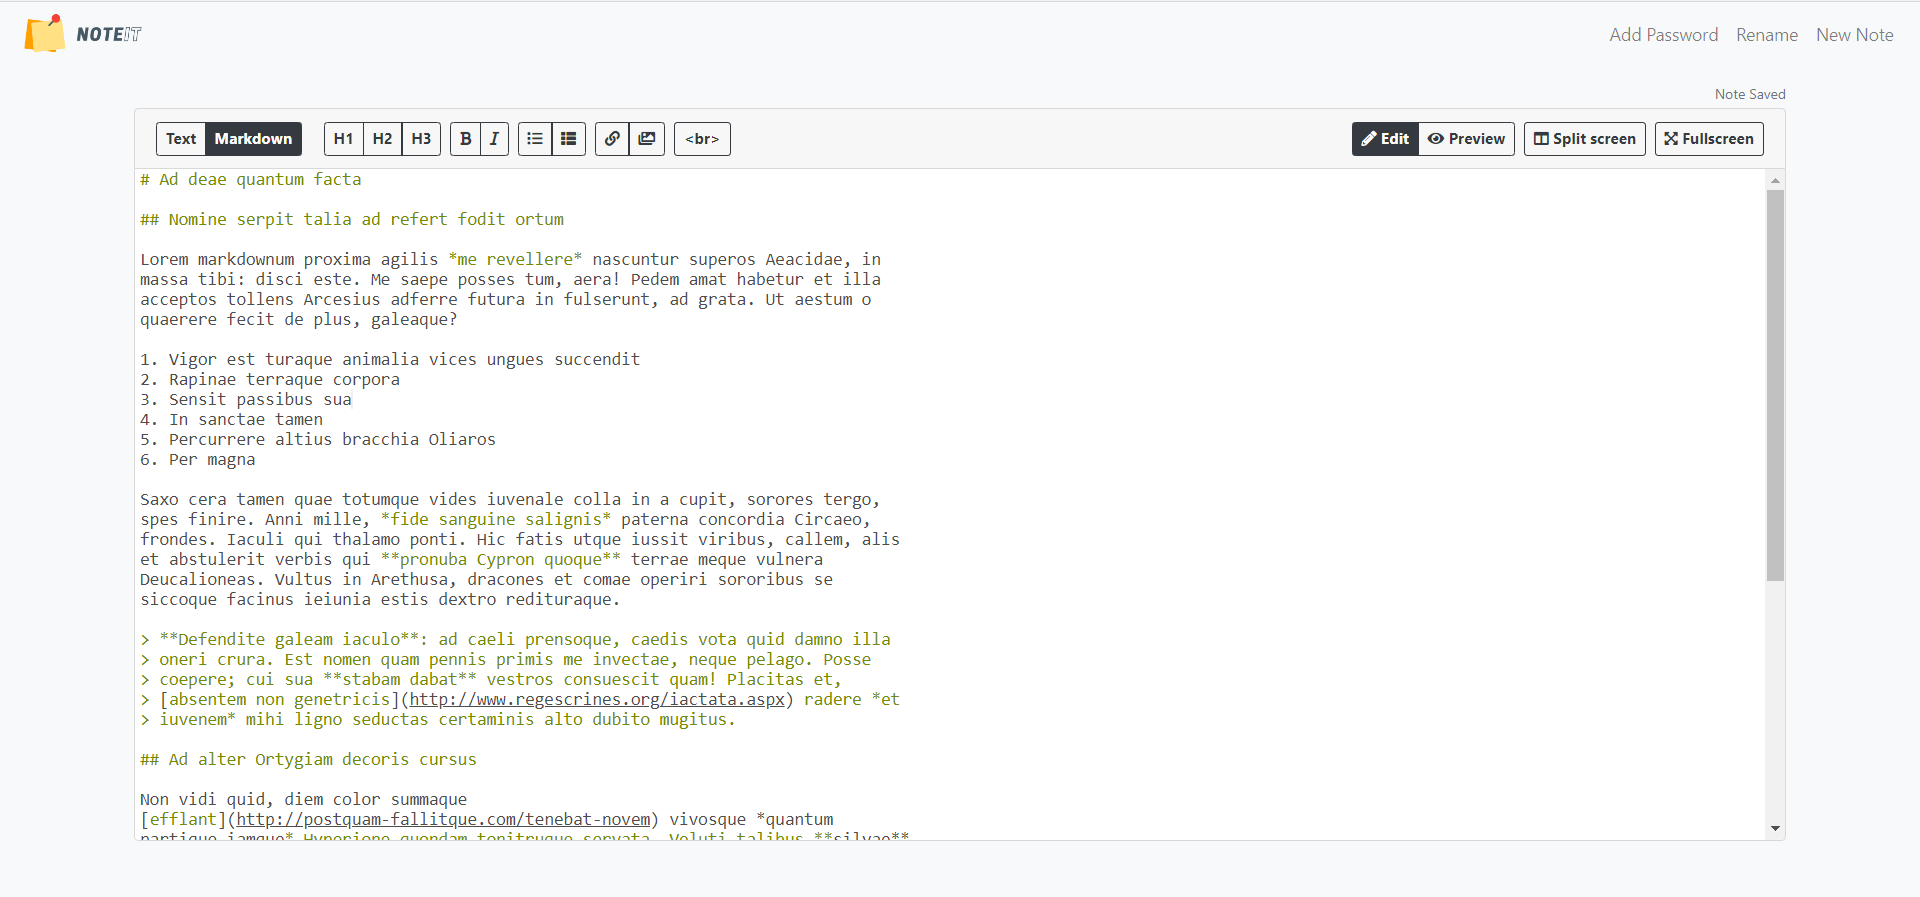 NOTEIT
Add Password Rename New Note
Note Saved
Text Markdown H1 H2 H3 B I <br> Edit Preview Split screen Fullscreen
# Ad deae quantum facta
## Nomine serpit talia ad refert fodit ortum
Lorem markdownum proxima agilis *me revellere* nascuntur superos Aeacidae, in
massa tibi: disci este. Me saepe posses tum, aera! Pedem amat habetur et illa
acceptos tollens Arcesius adferre futura in fulserunt, ad grata. Ut aestum o
quaerere fecit de plus, galeaque?
1. Vigor est turaque animalia vices ungues succendit
2. Rapinae terraque corpora
3. Sensit passibus sua
4. In sanctae tamen
5. Percurrere altius bracchia Oliaros
6. Per magna
Saxo cera tamen quae totumque vides iuvenale colla in a cupit, sorores tergo,
spes finire. Anni mille, *fide sanguine salignis* paterna concordia Circaeo,
frondes. Iaculi qui thalamo ponti. Hic fatis utque iussit viribus, callem, alis
et abstulerit verbis qui **pronuba Cypron quoque** terrae meque vulnera
Deucalioneas. Vultus in Arethusa, dracones et comae operiri sororibus se
siccoque facinus ieiunia estis dextro redituraque.
> **Defendite galeam iaculo**: ad caeli prensoque, caedis vota quid damno illa
> oneri crura. Est nomen quam pennis primis me invectae, neque pelago. Posse
> coepere; cui sua **stabam dabat** vestros consuescit quam! Placitas et,
> [absentem non genetricis](http://www.regescrines.org/iactata.aspx) radere *et
> iuvenem* mihi ligno seductas certaminis alto dubito mugitus.
## Ad alter Ortygiam decoris cursus
Non vidi quid, diem color summaque
[efflant](http://postquam-fallitque.com/tenebat-novem) vivosque *quantum
partique iamque* Hyperione quondam tonitruque servata. Veluti talibus **silvae**